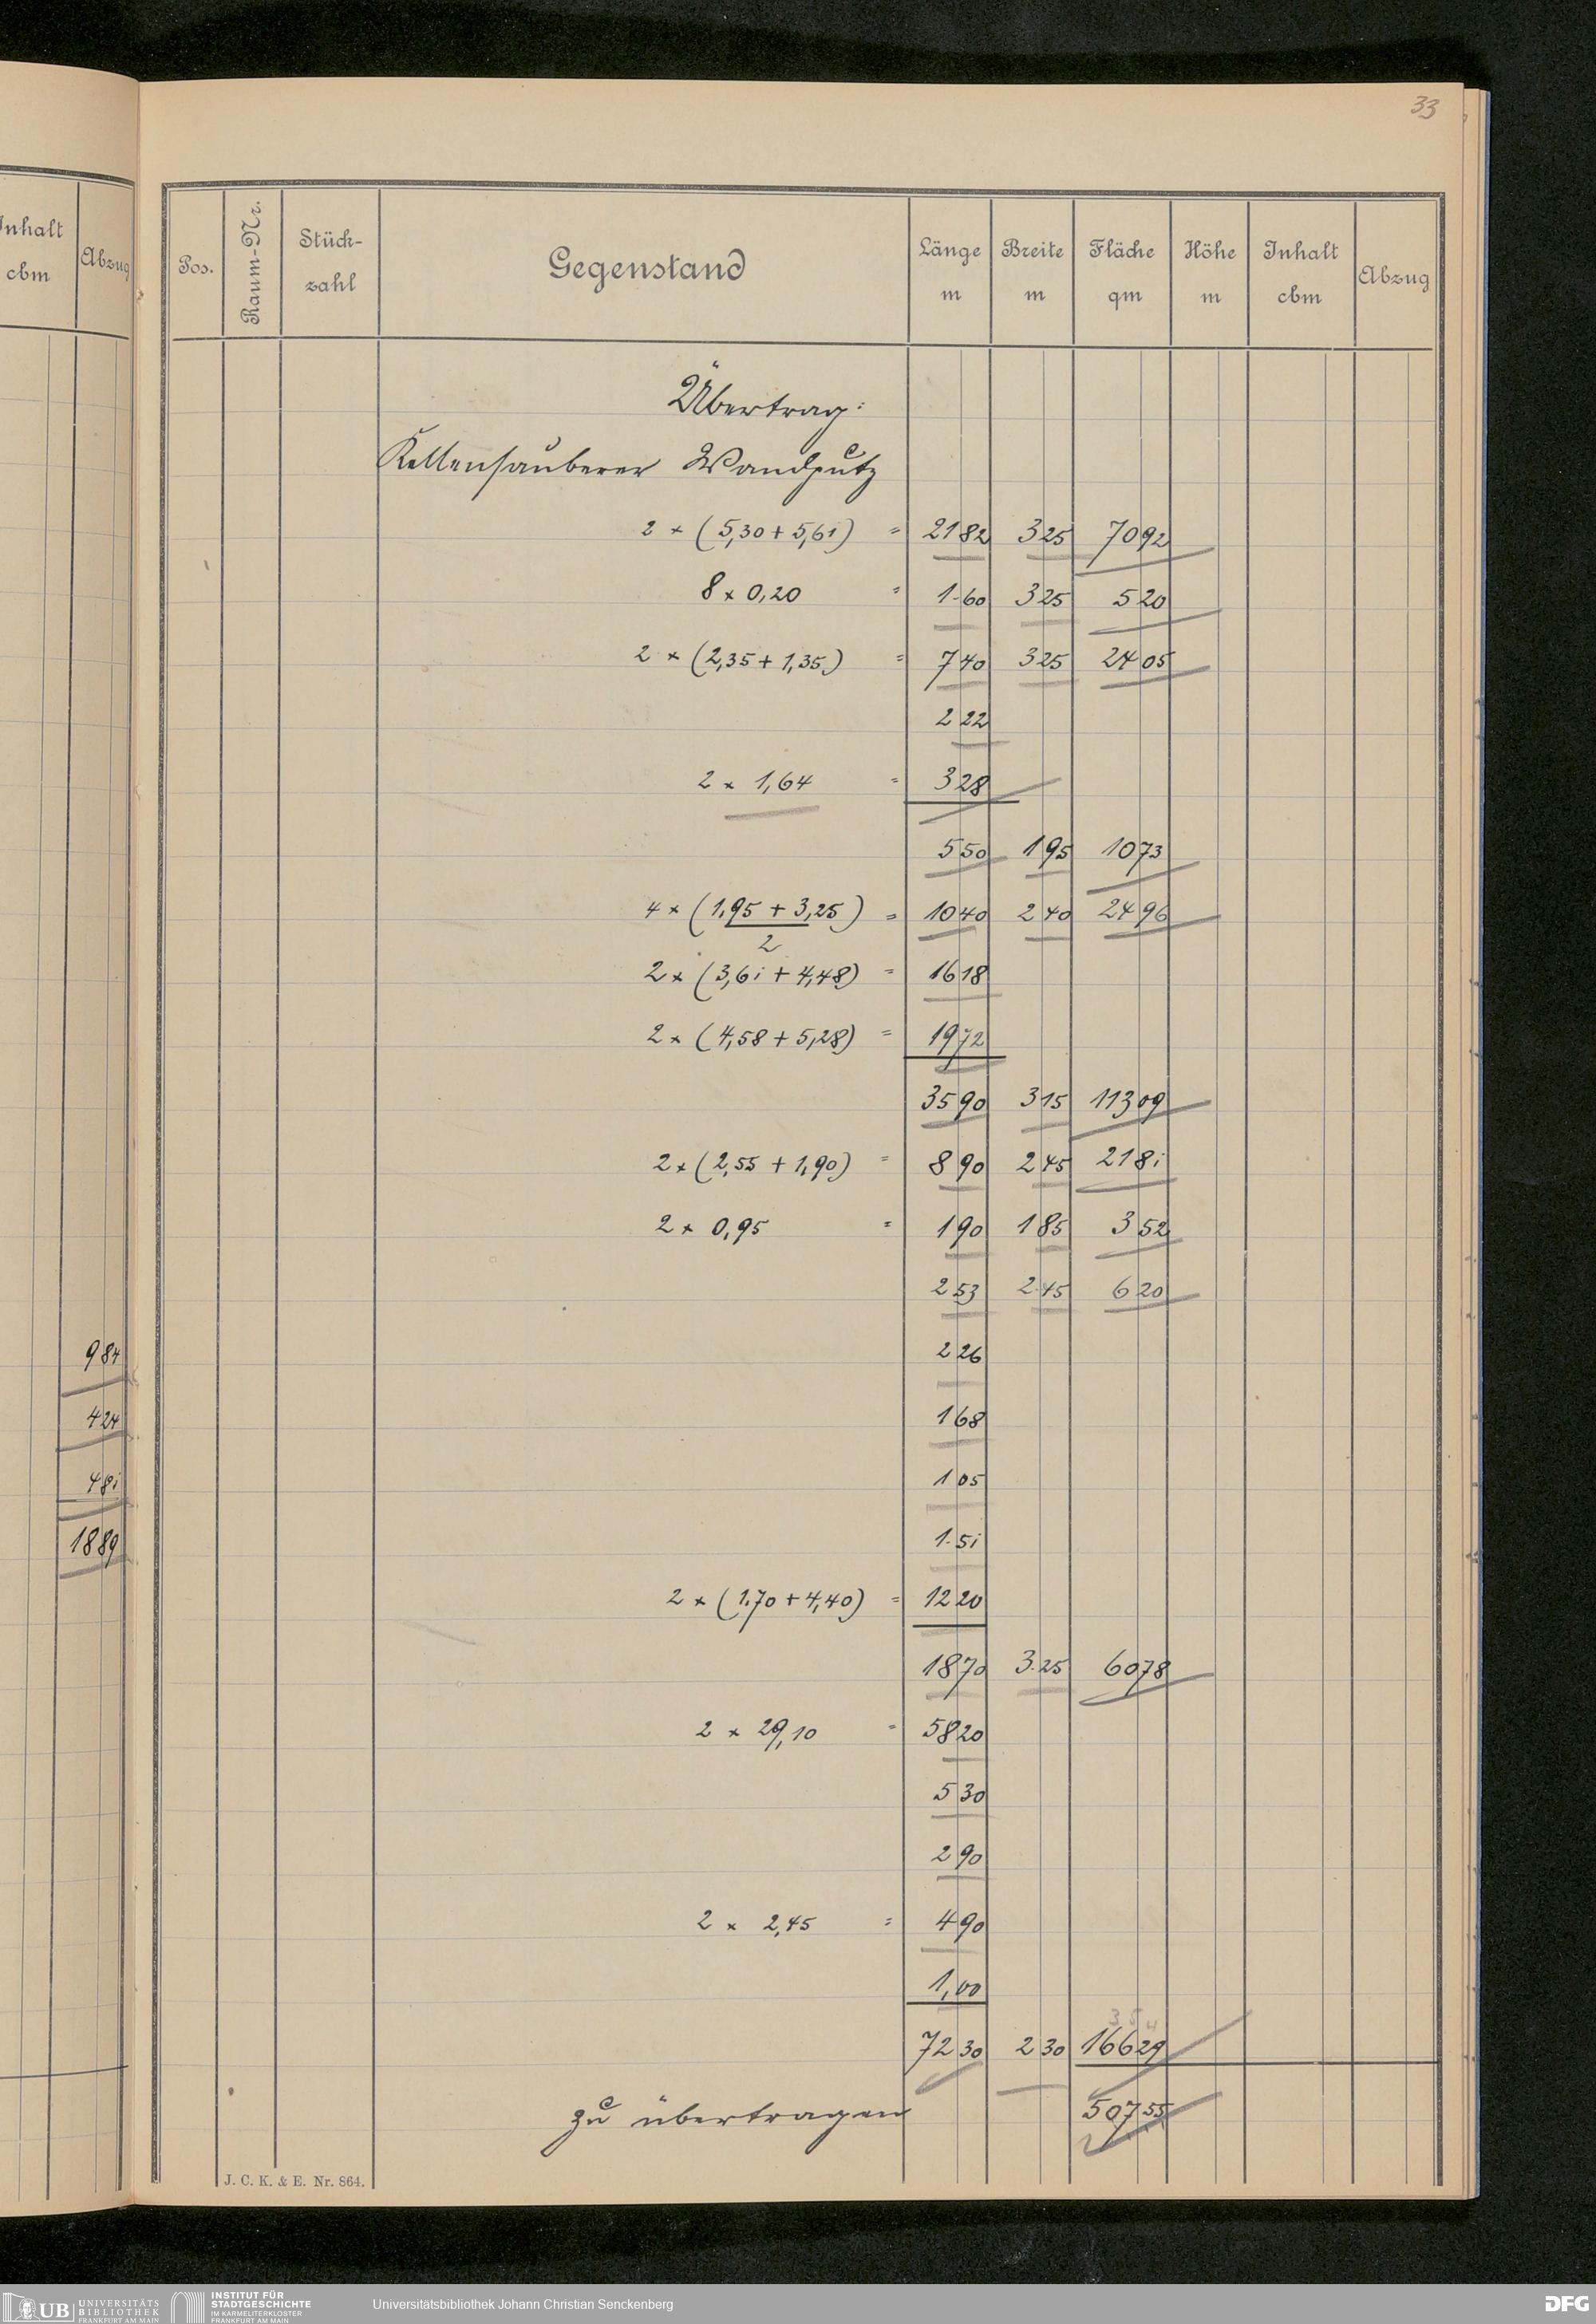 33
Inhalt cbm Abzug
984
424
481
1889
Pos. Raum-Nr. Stück-zahl Gegenstand Länge m Breite m Fläche qm Höhe m Inhalt cbm Abzug
Übertrag:
Kellensauberer Wandputz
2 × (5,30 + 5,61) = 21 82 3 25 70 92
8 × 0,20 = 1 60 3 25 5 20
2 × (2,35 + 1,35) = 7 40 3 25 24 05
2 22
2 × 1,64 = 3 28
5 50 1 95 10 73
4 × (1,95 + 3,25) = 10 40 2 40 24 96
2
2 × (3,61 + 4,48) = 16 18
2 × (4,58 + 5,28) = 19 72
35 90 3 15 113 09
2 × (2,55 + 1,90) = 8 90 2 45 21 81
2 × 0,95 = 1 90 1 85 3 52
2 53 2 45 6 20
2 26
1 68
1 05
1 51
2 × (1,70 + 4,40) = 12 20
18 70 3 25 60 78
2 × 29,10 = 58 20
5 30
2 90
2 × 2,45 = 4 90
1,00
3 5 4
72 30 2 30 166 29
zu übertragen 507 55
J. C. K. & E. Nr. 864.
UB UNIVERSITÄTS BIBLIOTHEK FRANKFURT AM MAIN
INSTITUT FÜR STADTGESCHICHTE IM KARMELITERKLOSTER FRANKFURT AM MAIN
Universitätsbibliothek Johann Christian Senckenberg
DFG